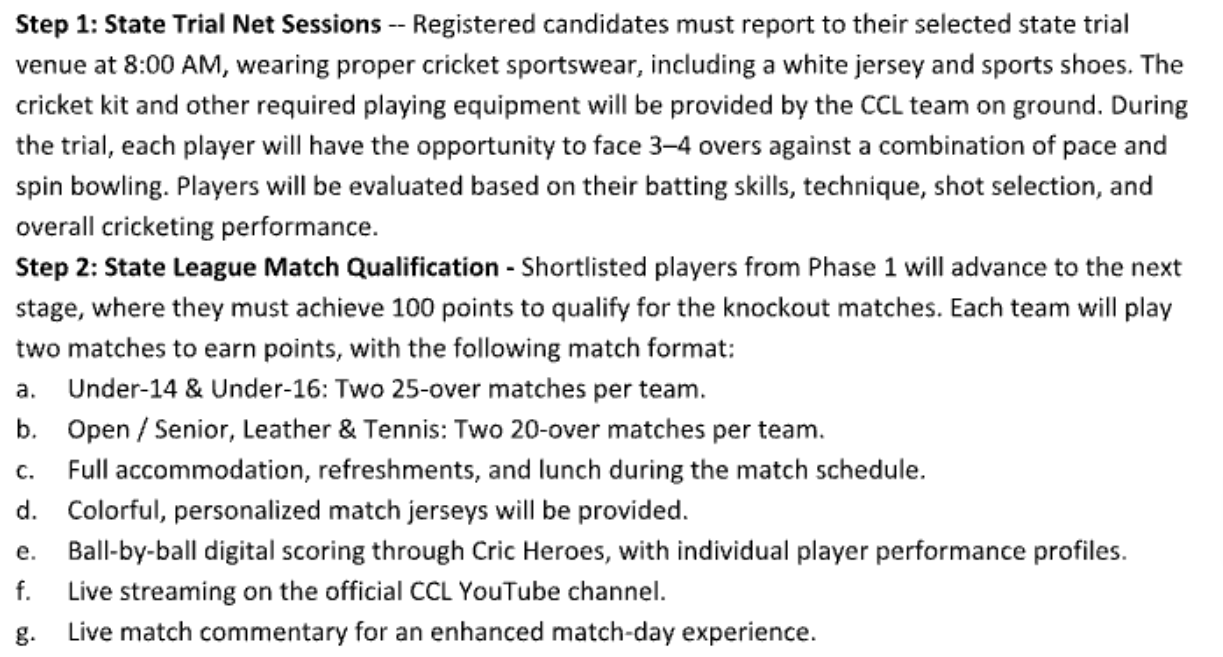 Step 1: State Trial Net Sessions -- Registered candidates must report to their selected state trial
venue at 8:00 AM, wearing proper cricket sportswear, including a white jersey and sports shoes. The
cricket kit and other required playing equipment will be provided by the CCL team on ground. During
the trial, each player will have the opportunity to face 3–4 overs against a combination of pace and
spin bowling. Players will be evaluated based on their batting skills, technique, shot selection, and
overall cricketing performance.
Step 2: State League Match Qualification - Shortlisted players from Phase 1 will advance to the next
stage, where they must achieve 100 points to qualify for the knockout matches. Each team will play
two matches to earn points, with the following match format:
a. Under-14 & Under-16: Two 25-over matches per team.
b. Open / Senior, Leather & Tennis: Two 20-over matches per team.
c. Full accommodation, refreshments, and lunch during the match schedule.
d. Colorful, personalized match jerseys will be provided.
e. Ball-by-ball digital scoring through Cric Heroes, with individual player performance profiles.
f. Live streaming on the official CCL YouTube channel.
g. Live match commentary for an enhanced match-day experience.